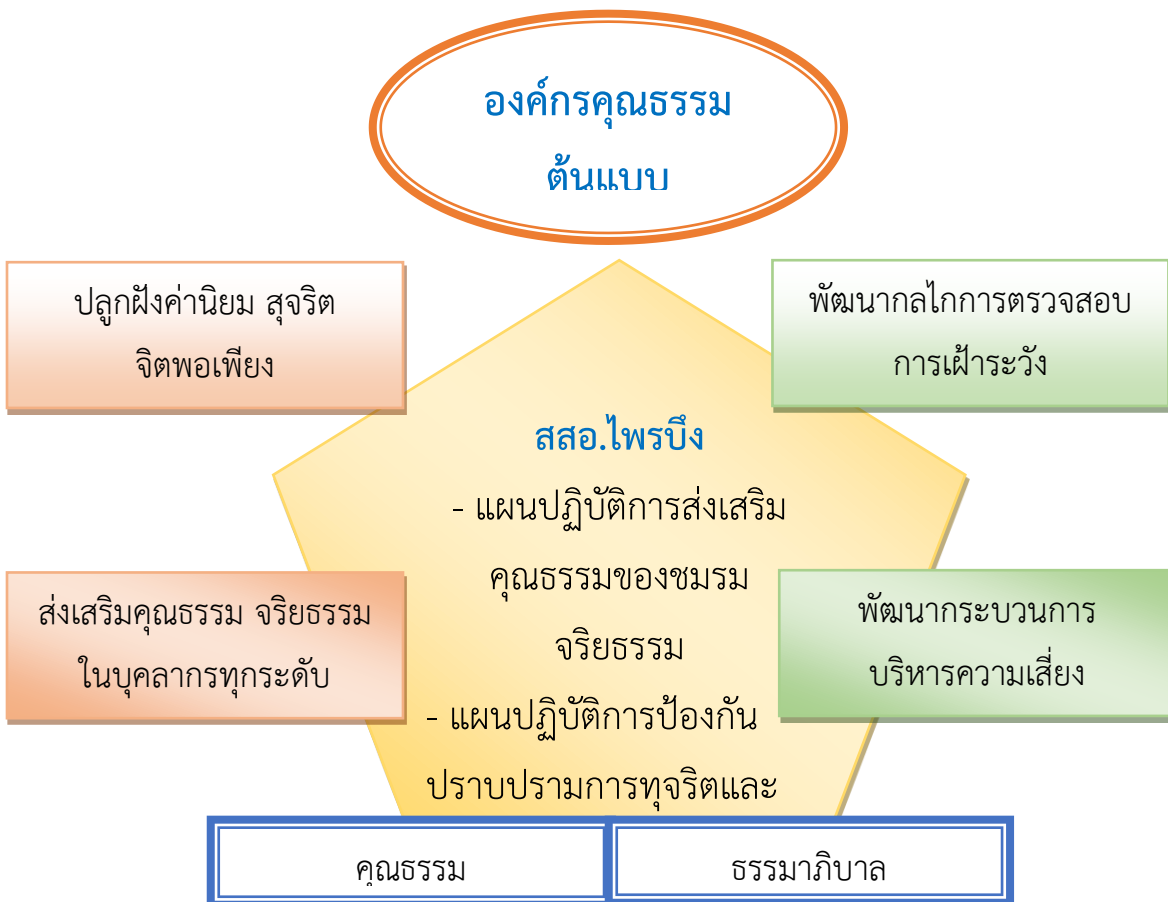 องค์กรคุณธรรม
ต้นแบบ
ปลูกฝังค่านิยม สุจริต
จิตพอเพียง
พัฒนากลไกการตรวจสอบ
การเฝ้าระวัง
สสอ.ไพรบึง
- แผนปฏิบัติการส่งเสริม
คุณธรรมของชมรม
จริยธรรม
- แผนปฏิบัติการป้องกัน
ปราบปรามการทุจริตและ
ส่งเสริมคุณธรรม จริยธรรม
ในบุคลากรทุกระดับ
พัฒนากระบวนการ
บริหารความเสี่ยง
คุณธรรม
ธรรมาภิบาล